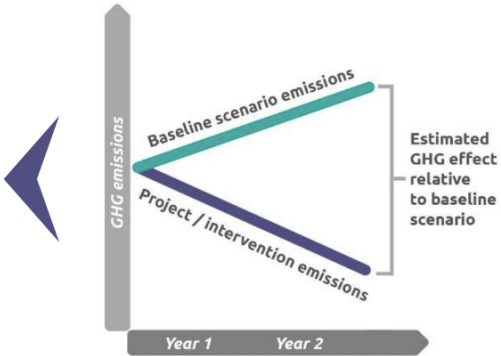 GHG emissions
Baseline scenario emissions
Project / intervention emissions
Estimated
GHG effect
relative
to baseline
scenario
Year 1
Year 2